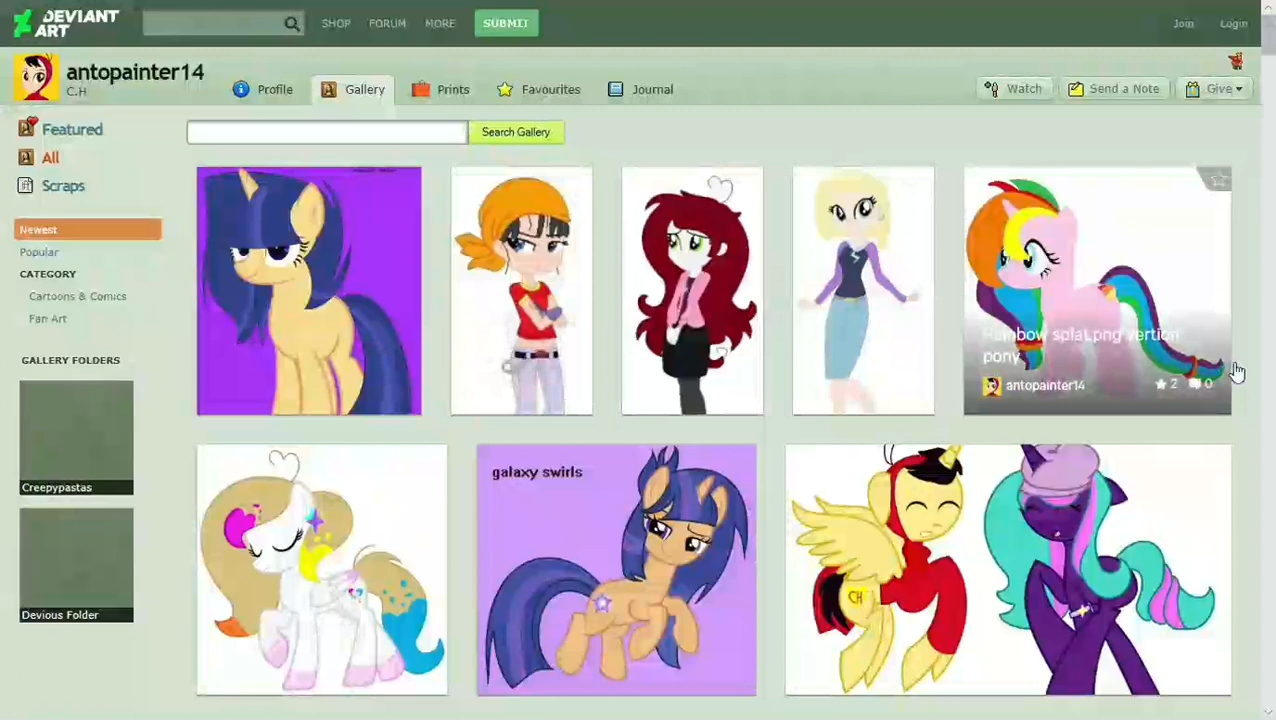 DEVIANT
ART
SHOP
FORUM
MORE
SUBMIT
Join
Login
antopainter14
C.H
Profile
Gallery
Prints
Favourites
Journal
Watch
Send a Note
Give
Featured
All
Scraps
Search Gallery
Newest
Popular
CATEGORY
Cartoons & Comics
Fan Art
GALLERY FOLDERS
Creepypastas
Devious Folder
Rainbow splat.png vertion
pony
antopainter14
2
0
galaxy swirls
CH